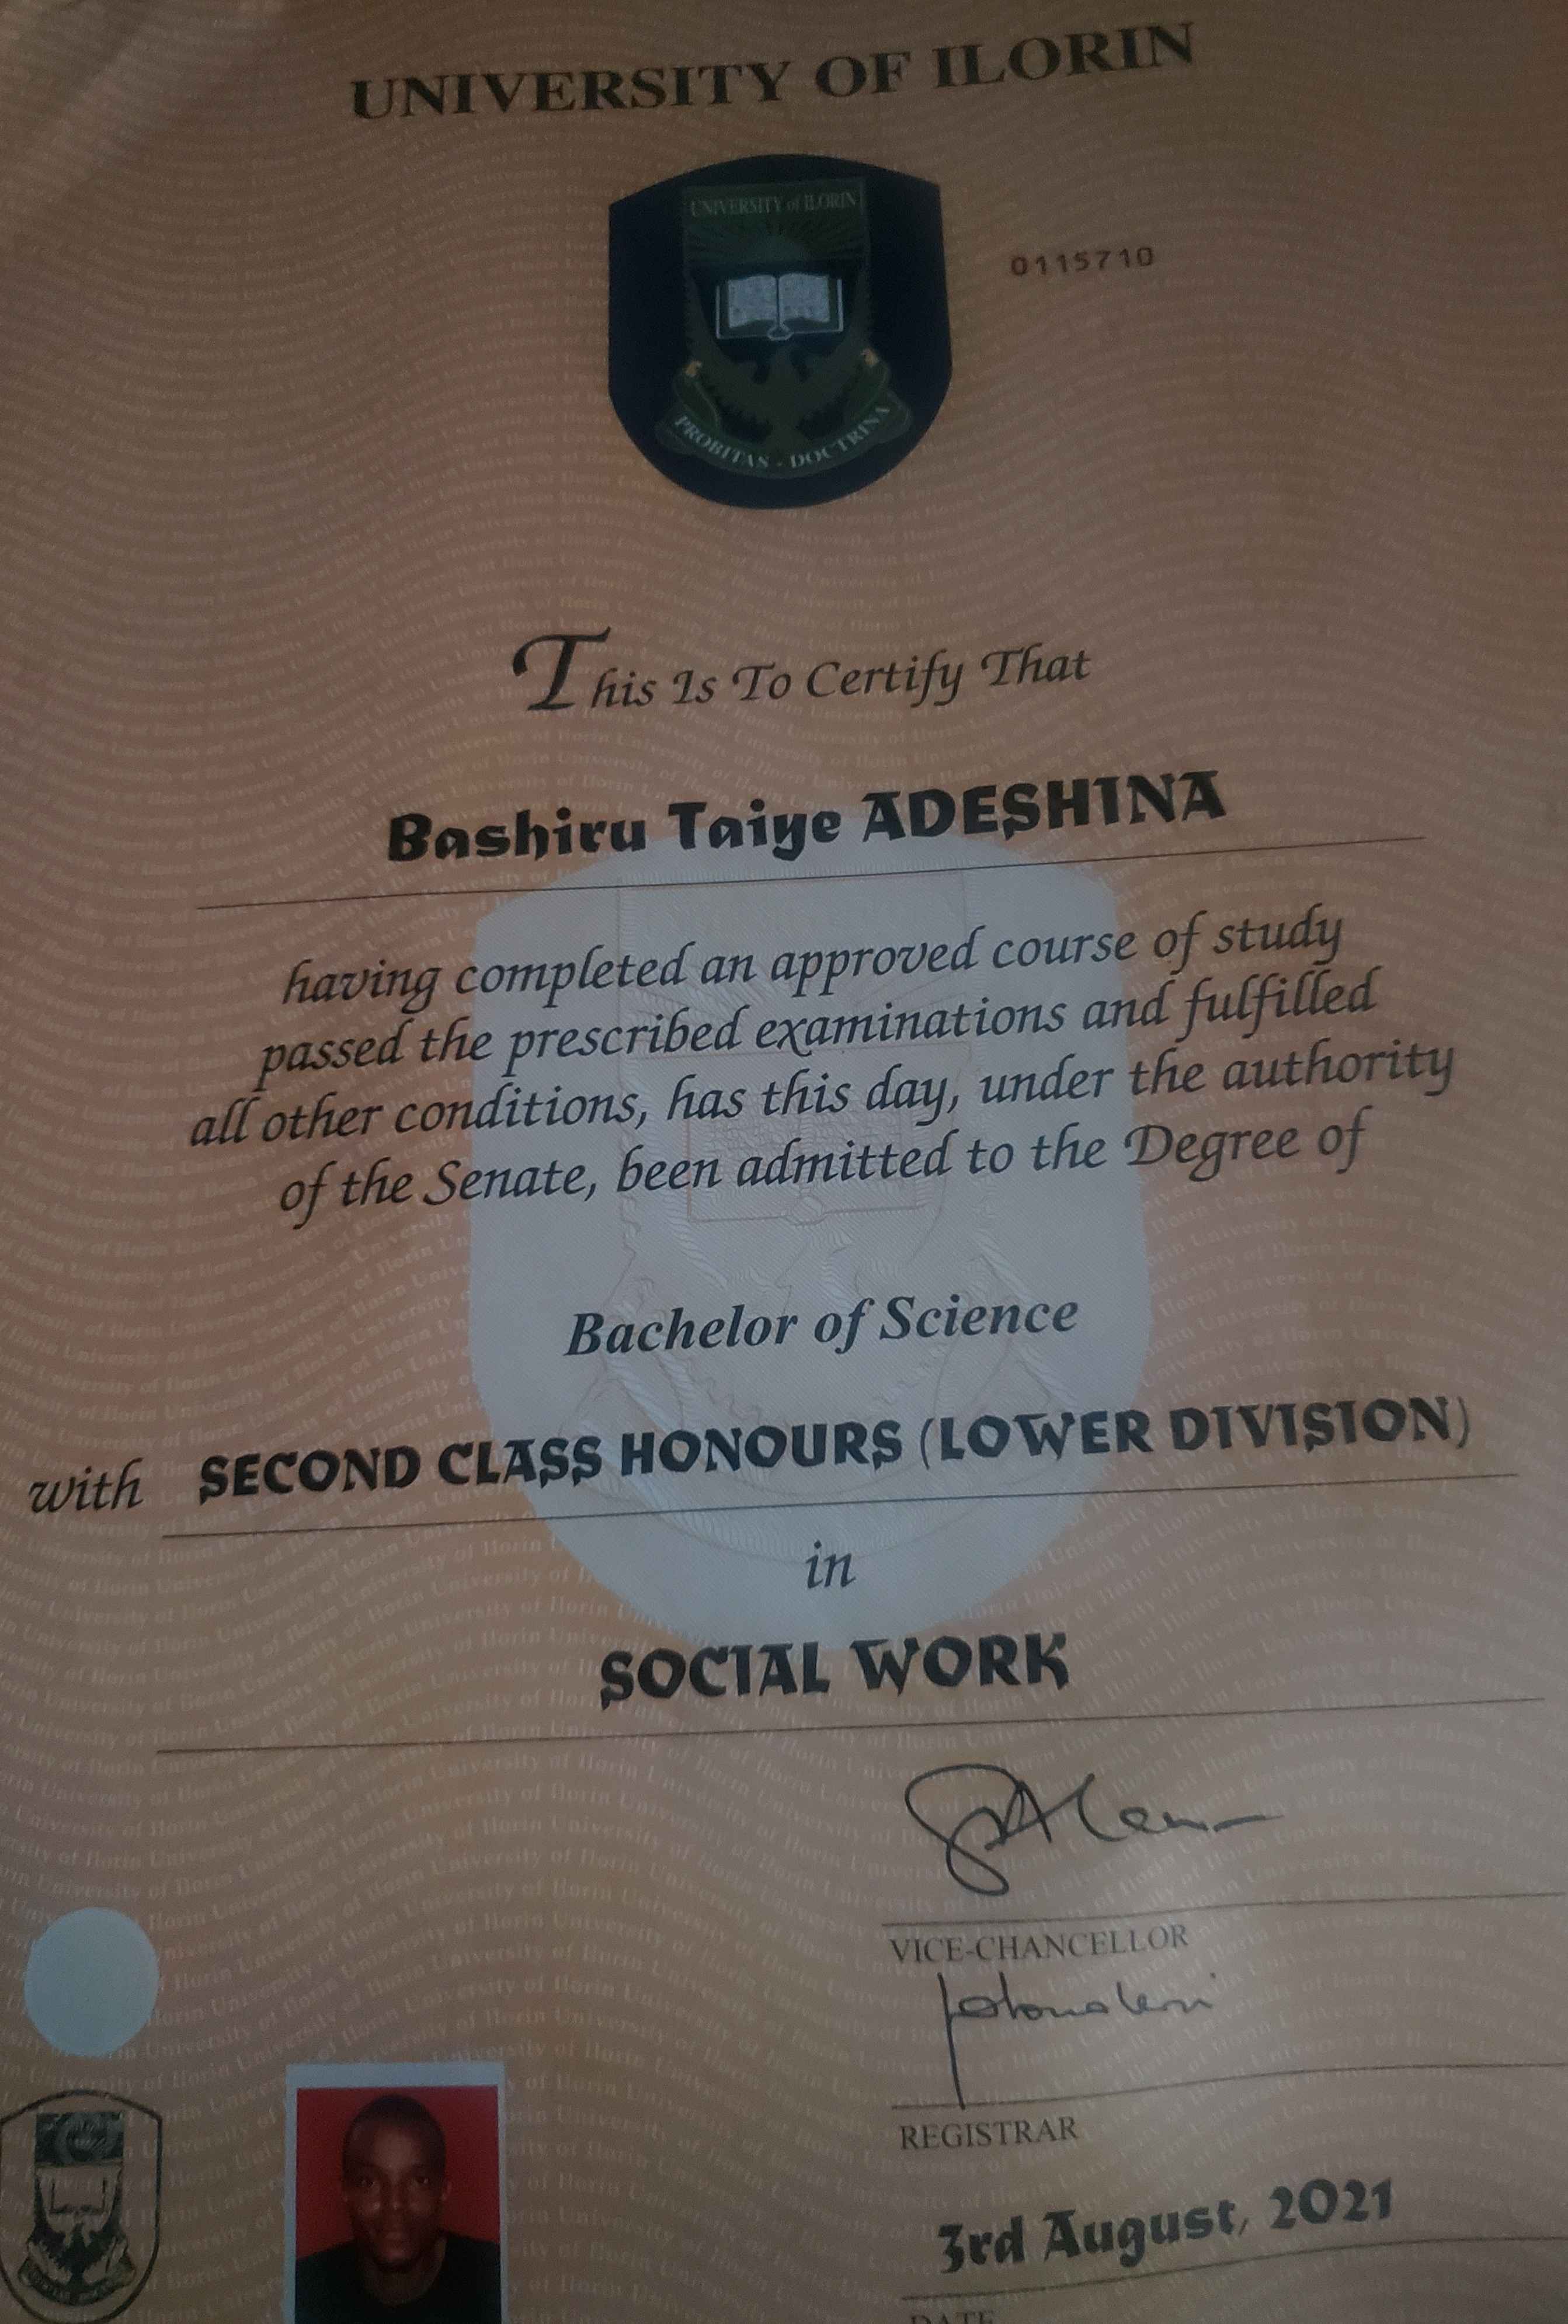 UNIVERSITY OF ILORIN
UNIVERSITY of ILORIN
0115710
PROBITAS - DOCTRINA
This Is To Certify That
Bashiru Taiye ADESHINA
having completed an approved course of study
passed the prescribed examinations and fulfilled
all other conditions, has this day, under the authority
of the Senate, been admitted to the Degree of
Bachelor of Science
with SECOND CLASS HONOURS (LOWER DIVISION)
in
SOCIAL WORK
VICE-CHANCELLOR
REGISTRAR
3rd August, 2021
DATE